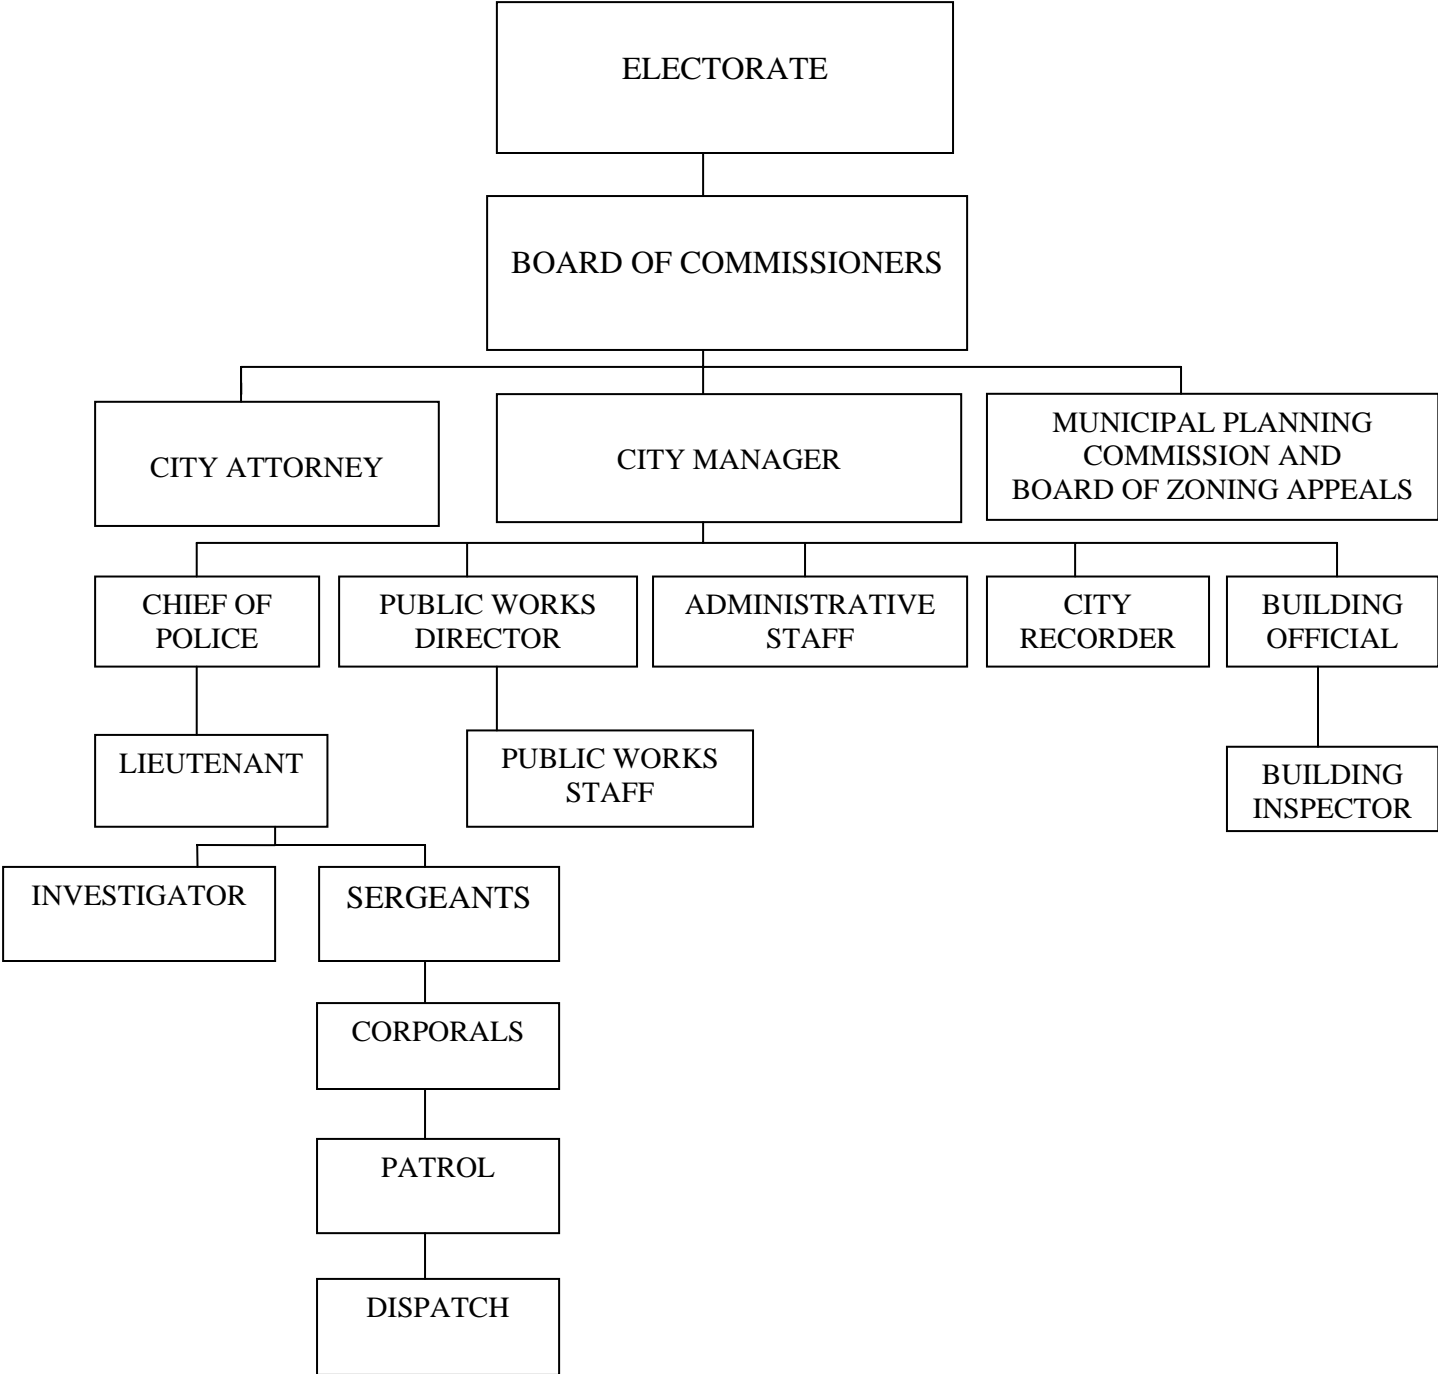 ELECTORATE
BOARD OF COMMISSIONERS
CITY ATTORNEY
CITY MANAGER
MUNICIPAL PLANNING
COMMISSION AND
BOARD OF ZONING APPEALS
CHIEF OF
POLICE
PUBLIC WORKS
DIRECTOR
ADMINISTRATIVE
STAFF
CITY
RECORDER
BUILDING
OFFICIAL
LIEUTENANT
PUBLIC WORKS
STAFF
BUILDING
INSPECTOR
INVESTIGATOR
SERGEANTS
CORPORALS
PATROL
DISPATCH